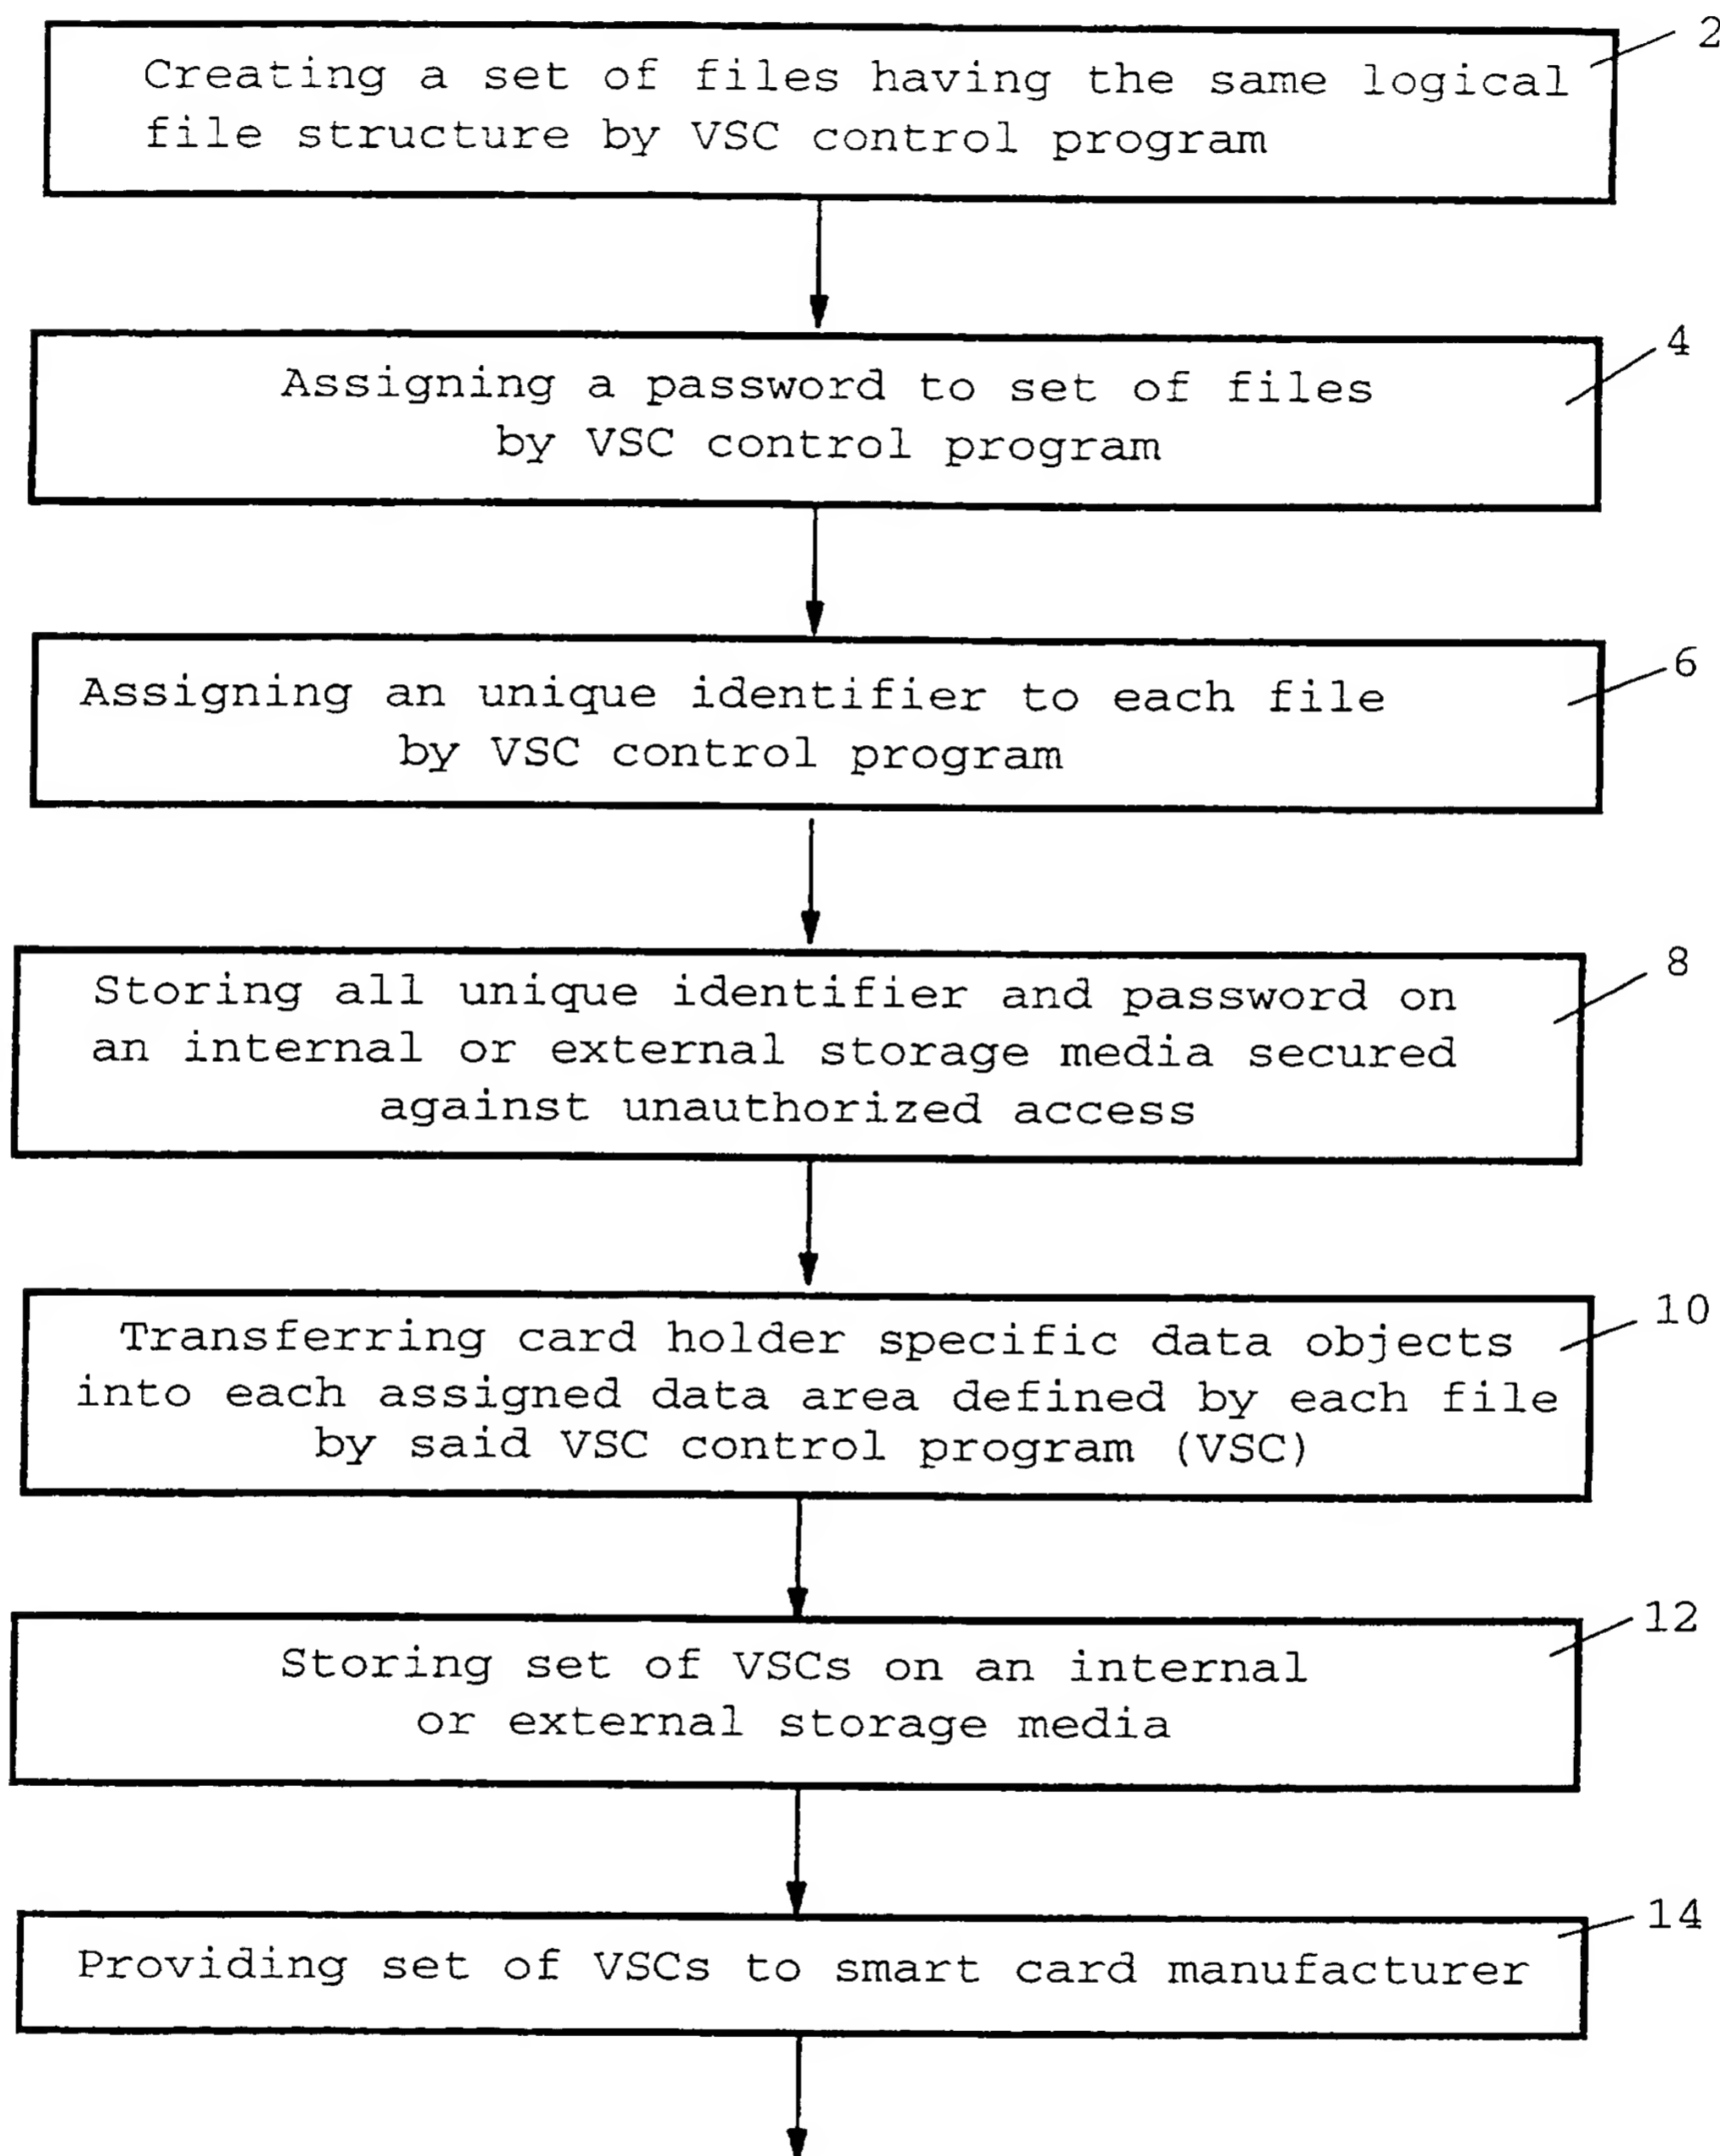 2
Creating a set of files having the same logical
file structure by VSC control program
4
Assigning a password to set of files
by VSC control program
6
Assigning an unique identifier to each file
by VSC control program
8
Storing all unique identifier and password on
an internal or external storage media secured
against unauthorized access
10
Transferring card holder specific data objects
into each assigned data area defined by each file
by said VSC control program (VSC)
12
Storing set of VSCs on an internal
or external storage media
14
Providing set of VSCs to smart card manufacturer